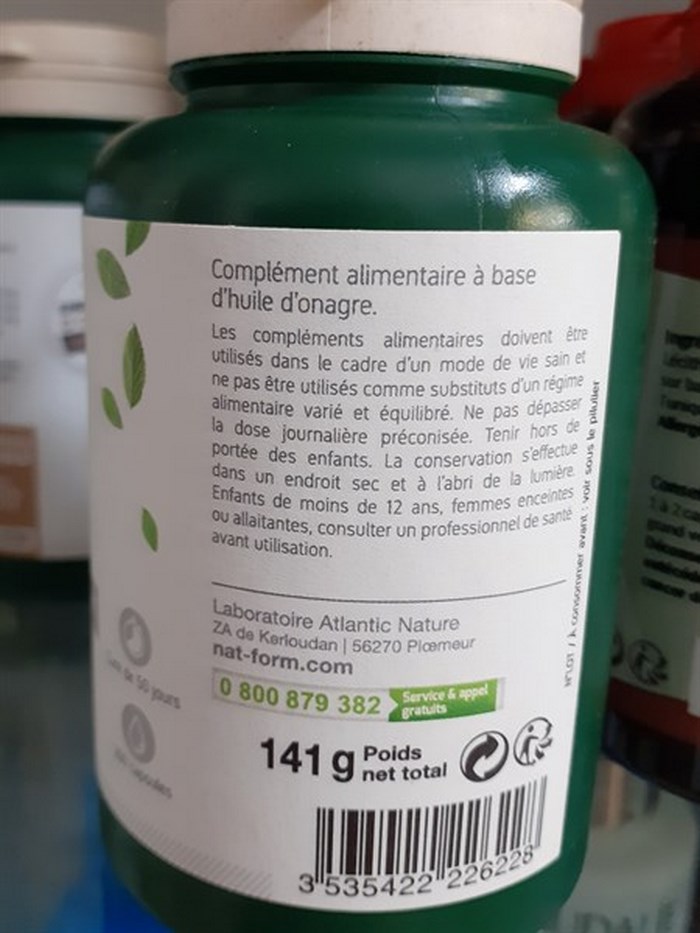 Complément alimentaire à base
d'huile d'onagre.
Les compléments alimentaires doivent être
utilisés dans le cadre d'un mode de vie sain et
ne pas être utilisés comme substituts d'un régime
alimentaire varié et équilibré. Ne pas dépasser
la dose journalière préconisée. Tenir hors de
portée des enfants. La conservation s'effectue
dans un endroit sec et à l'abri de la lumière.
Enfants de moins de 12 ans, femmes enceintes
ou allaitantes, consulter un professionnel de santé
avant utilisation.
N°LOT / À consommer avant : voir sous le pilulier
Laboratoire Atlantic Nature
ZA de Kerloudan | 56270 Plœmeur
nat-form.com
0 800 879 382
Service & appel
gratuits
141 g
Poids
net total
3 535422 226228
de 50 jours
Capsules